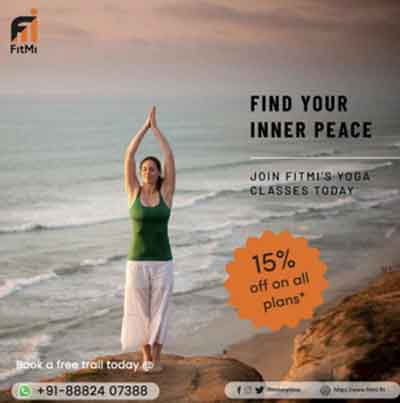 FitMi
FIND YOUR
INNER PEACE
JOIN FITMI'S YOGA
CLASSES TODAY
15%
off on all
plans*
Book a free trail today @
+91-88824 07388